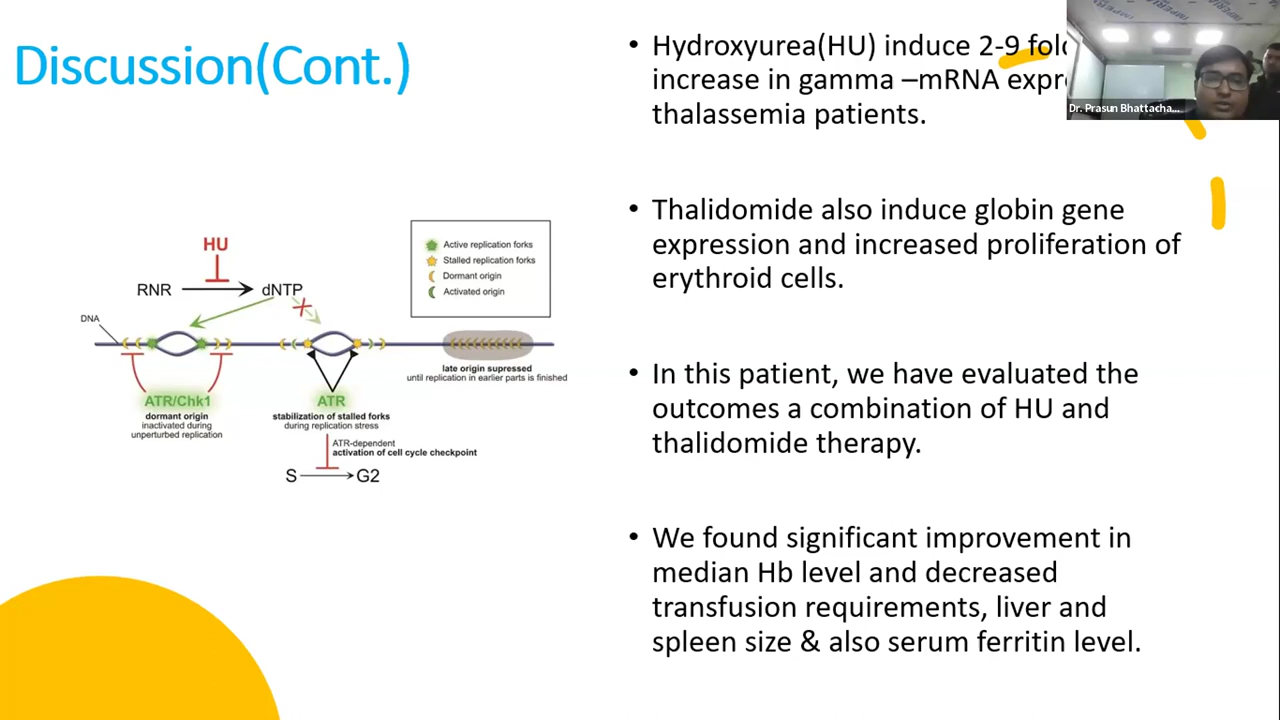 Discussion(Cont.)
• Hydroxyurea(HU) induce 2-9
increase in gamma –mRNA
thalassemia patients.
Dr. Prasun Bhattacha...
• Thalidomide also induce globin gene
expression and increased proliferation of
erythroid cells.
• In this patient, we have evaluated the
outcomes a combination of HU and
thalidomide therapy.
• We found significant improvement in
median Hb level and decreased
transfusion requirements, liver and
spleen size & also serum ferritin level.
HU
RNR
dNTP
DNA
Active replication forks
Stalled replication forks
Dormant origin
Activated origin
late origin supressed
until replication in earlier parts is finished
ATR/Chk1
dormant origin
inactivated during
unperturbed replication
ATR
stabilization of stalled forks
during replication stress
ATR-dependent
activation of cell cycle checkpoint
S
G2